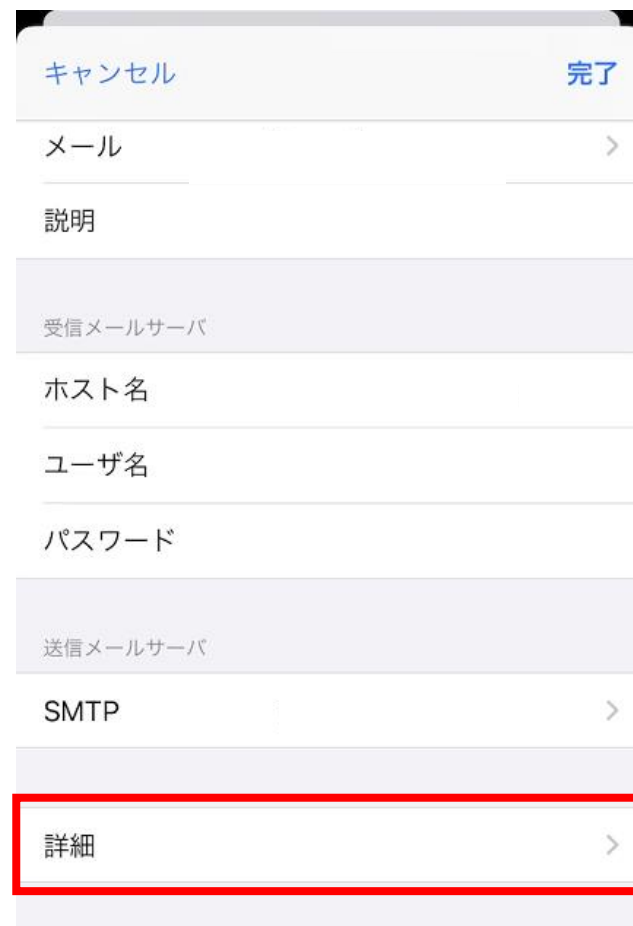 キャンセル 完了
メール
説明
受信メールサーバ
ホスト名
ユーザ名
パスワード
送信メールサーバ
SMTP
詳細